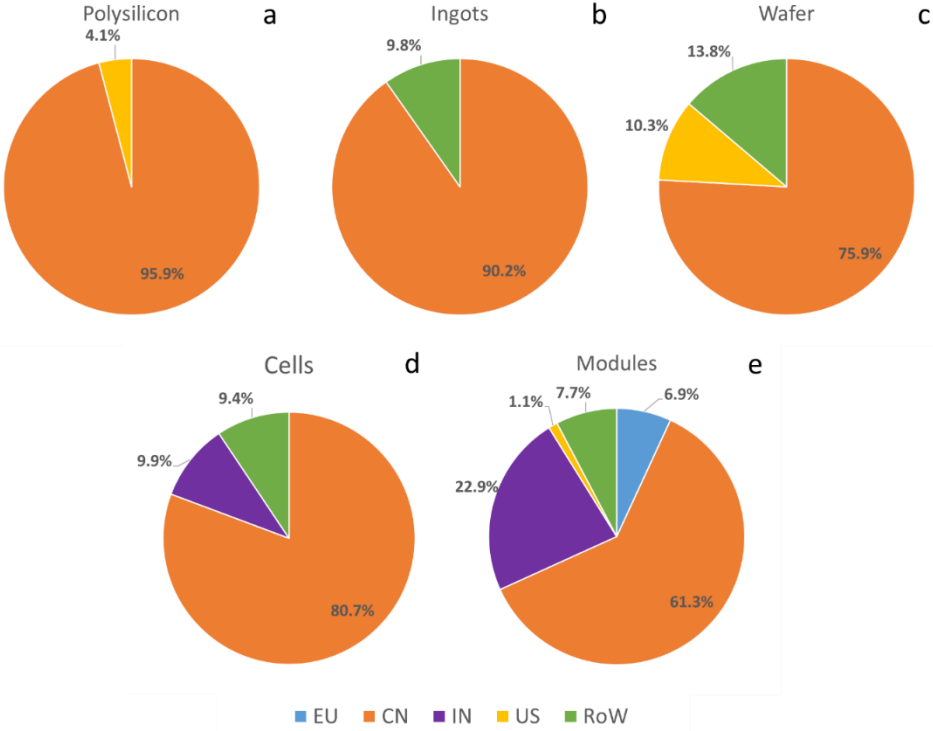 Polysilicon a
4.1%
95.9%
Ingots b
9.8%
90.2%
Wafer c
13.8%
10.3%
75.9%
Cells d
9.4%
9.9%
80.7%
Modules e
1.1% 7.7% 6.9%
22.9%
61.3%
EU CN IN US RoW